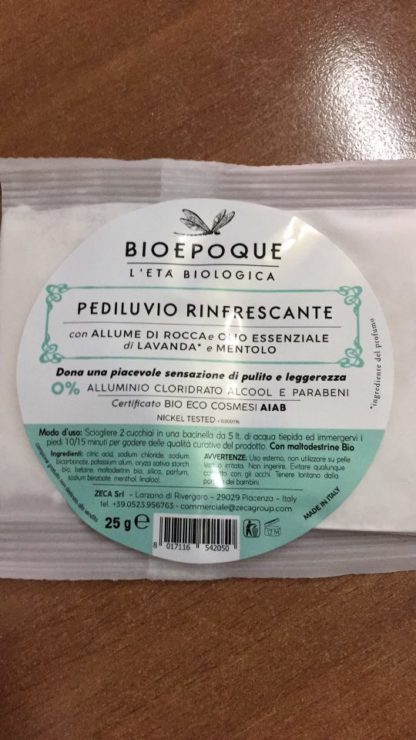 BIOEPOQUE
L'ETA BIOLOGICA
PEDILUVIO RINFRESCANTE
con ALLUME DI ROCCA e OLIO ESSENZIALE
di LAVANDA* e MENTOLO
*ingrediente del profumo
Dona una piacevole sensazione di pulito e leggerezza
0% ALLUMINIO CLORIDRATO ALCOOL E PARABENI
Certificato BIO ECO COSMESI AIAB
NICKEL TESTED
Modo d'uso: Sciogliere 2 cucchiai in una bacinella da 5 lt. di acqua tiepida ed immergervi i
piedi 10/15 minuti per godere delle qualità curative del prodotto. Con maltodestrine Bio
Ingredienti: citric acid, sodium chloride, sodium
bicarbonate, potassium alum, oryza sativa starch
bio, betaine, maltodextrin bio, silica, parfum,
sodium benzoate, menthol, linalool.
AVVERTENZE: Uso esterno, non utilizzare su pelle
lesa o irritata. Non ingerire. Evitare qualunque
contatto con gli occhi. Tenere lontano dalla
portata dei bambini.
ZECA Srl - Larzano di Rivergaro - 29029 Piacenza - Italy
tel. +39.0523.956763 - commerciale@zecagroup.com
MADE IN ITALY
25 g e
12 M
8 017116 542050